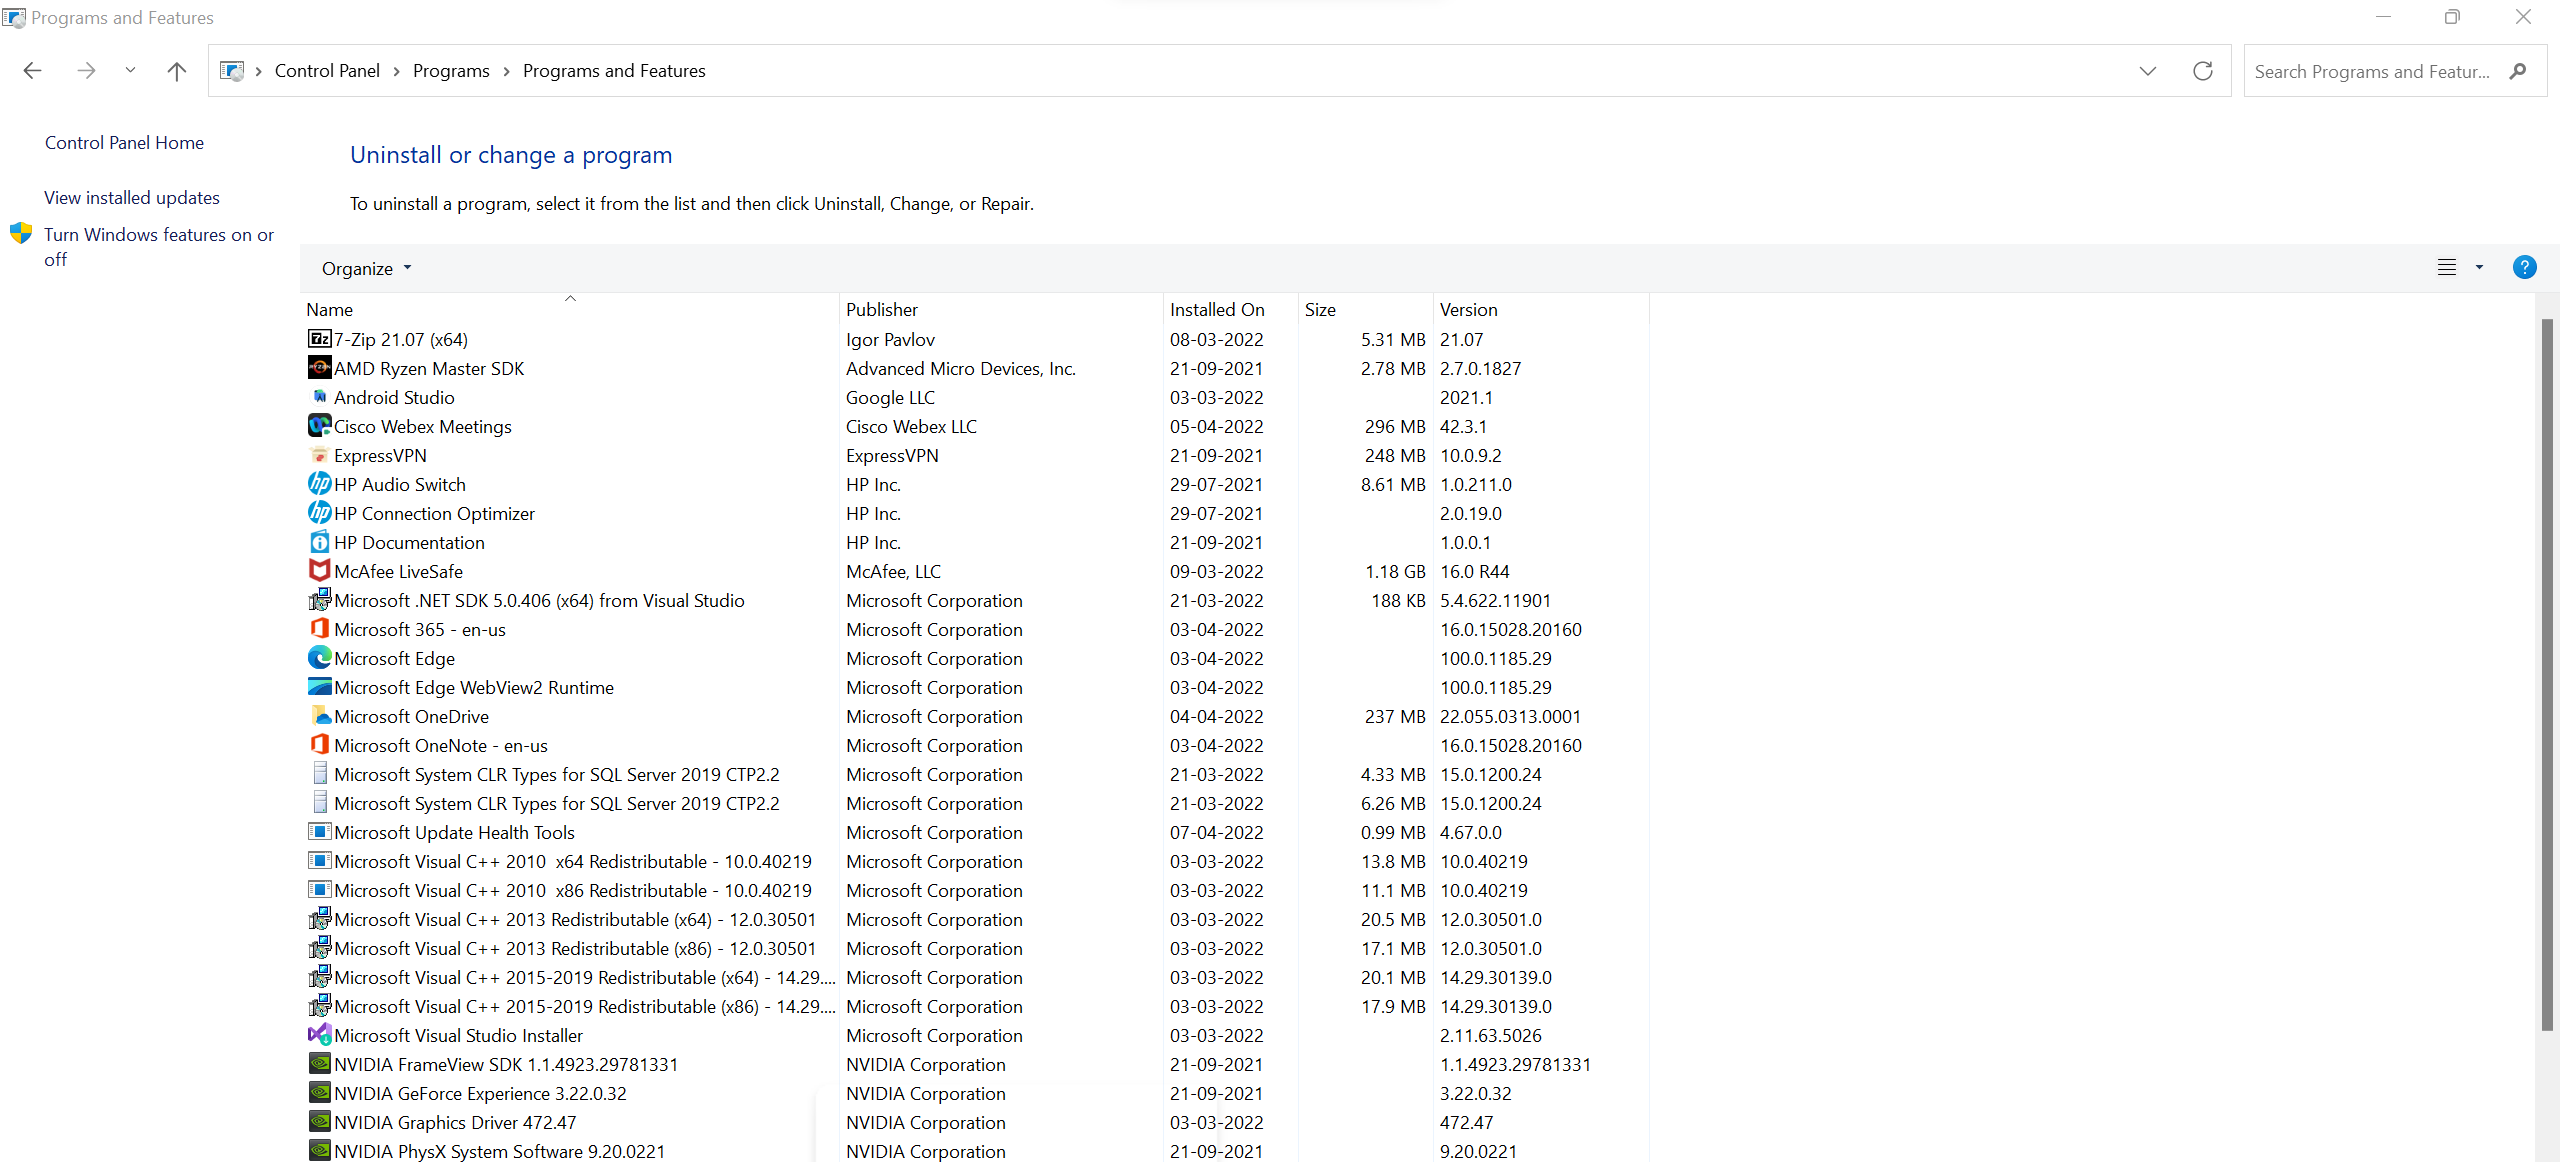 Programs and Features
Control Panel > Programs > Programs and Features
Search Programs and Featur...
Control Panel Home
View installed updates
Turn Windows features on or
off
Uninstall or change a program
To uninstall a program, select it from the list and then click Uninstall, Change, or Repair.
Organize
Name Publisher Installed On Size Version
7-Zip 21.07 (x64) Igor Pavlov 08-03-2022 5.31 MB 21.07
AMD Ryzen Master SDK Advanced Micro Devices, Inc. 21-09-2021 2.78 MB 2.7.0.1827
Android Studio Google LLC 03-03-2022 2021.1
Cisco Webex Meetings Cisco Webex LLC 05-04-2022 296 MB 42.3.1
ExpressVPN ExpressVPN 21-09-2021 248 MB 10.0.9.2
HP Audio Switch HP Inc. 29-07-2021 8.61 MB 1.0.211.0
HP Connection Optimizer HP Inc. 29-07-2021 2.0.19.0
HP Documentation HP Inc. 21-09-2021 1.0.0.1
McAfee LiveSafe McAfee, LLC 09-03-2022 1.18 GB 16.0 R44
Microsoft .NET SDK 5.0.406 (x64) from Visual Studio Microsoft Corporation 21-03-2022 188 KB 5.4.622.11901
Microsoft 365 - en-us Microsoft Corporation 03-04-2022 16.0.15028.20160
Microsoft Edge Microsoft Corporation 03-04-2022 100.0.1185.29
Microsoft Edge WebView2 Runtime Microsoft Corporation 03-04-2022 100.0.1185.29
Microsoft OneDrive Microsoft Corporation 04-04-2022 237 MB 22.055.0313.0001
Microsoft OneNote - en-us Microsoft Corporation 03-04-2022 16.0.15028.20160
Microsoft System CLR Types for SQL Server 2019 CTP2.2 Microsoft Corporation 21-03-2022 4.33 MB 15.0.1200.24
Microsoft System CLR Types for SQL Server 2019 CTP2.2 Microsoft Corporation 21-03-2022 6.26 MB 15.0.1200.24
Microsoft Update Health Tools Microsoft Corporation 07-04-2022 0.99 MB 4.67.0.0
Microsoft Visual C++ 2010  x64 Redistributable - 10.0.40219 Microsoft Corporation 03-03-2022 13.8 MB 10.0.40219
Microsoft Visual C++ 2010  x86 Redistributable - 10.0.40219 Microsoft Corporation 03-03-2022 11.1 MB 10.0.40219
Microsoft Visual C++ 2013 Redistributable (x64) - 12.0.30501 Microsoft Corporation 03-03-2022 20.5 MB 12.0.30501.0
Microsoft Visual C++ 2013 Redistributable (x86) - 12.0.30501 Microsoft Corporation 03-03-2022 17.1 MB 12.0.30501.0
Microsoft Visual C++ 2015-2019 Redistributable (x64) - 14.29.... Microsoft Corporation 03-03-2022 20.1 MB 14.29.30139.0
Microsoft Visual C++ 2015-2019 Redistributable (x86) - 14.29.... Microsoft Corporation 03-03-2022 17.9 MB 14.29.30139.0
Microsoft Visual Studio Installer Microsoft Corporation 03-03-2022 2.11.63.5026
NVIDIA FrameView SDK 1.1.4923.29781331 NVIDIA Corporation 21-09-2021 1.1.4923.29781331
NVIDIA GeForce Experience 3.22.0.32 NVIDIA Corporation 21-09-2021 3.22.0.32
NVIDIA Graphics Driver 472.47 NVIDIA Corporation 03-03-2022 472.47
NVIDIA PhysX System Software 9.20.0221 NVIDIA Corporation 21-09-2021 9.20.0221